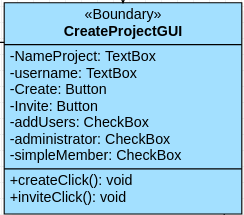 «Boundary»
CreateProjectGUI
-NameProject: TextBox
-username: TextBox
-Create: Button
-Invite: Button
-addUsers: CheckBox
-administrator: CheckBox
-simpleMember: CheckBox
+createClick(): void
+inviteClick(): void